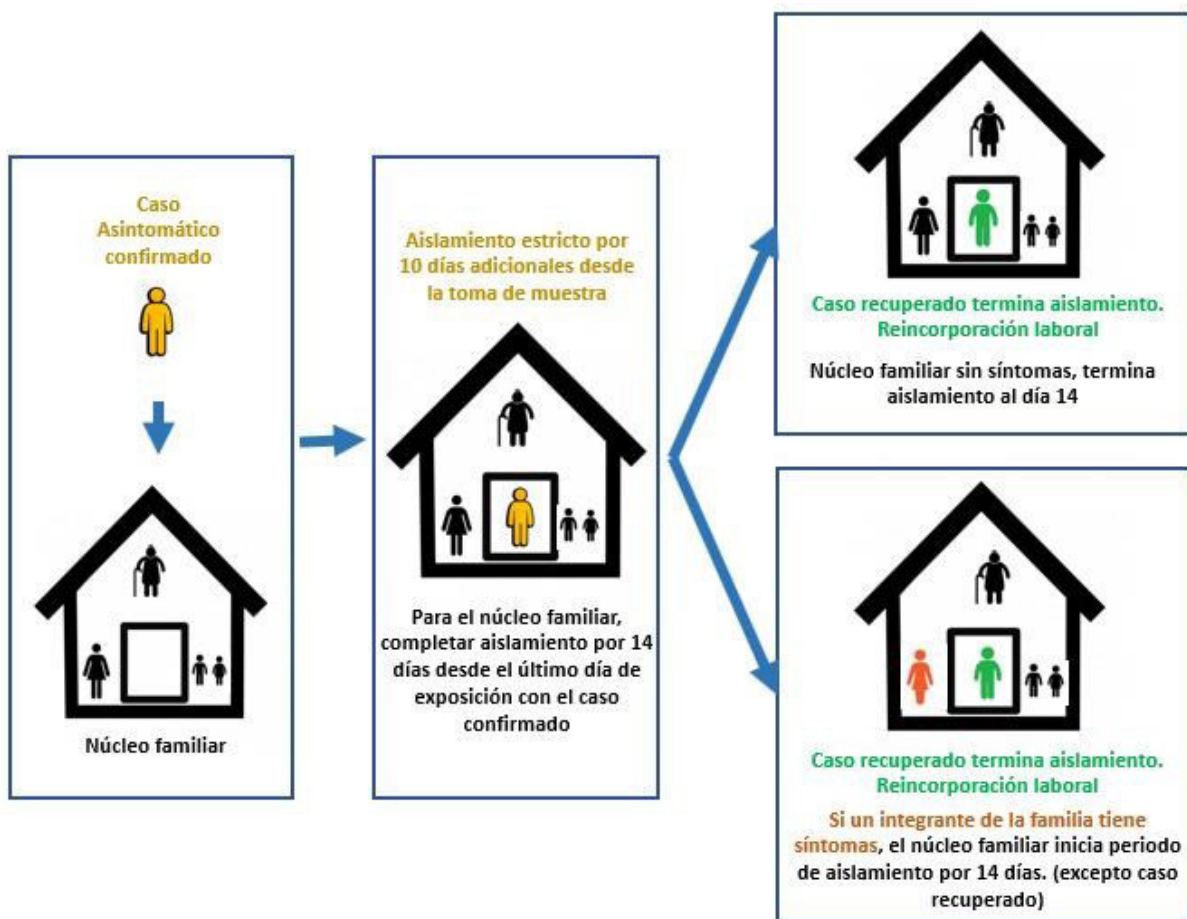 Caso
Asintomático
confirmado
Núcleo familiar
Aislamiento estricto por
10 días adicionales desde
la toma de muestra
Para el núcleo familiar,
completar aislamiento por 14
días desde el último día de
exposición con el caso
confirmado
Caso recuperado termina aislamiento.
Reincorporación laboral
Núcleo familiar sin síntomas, termina
aislamiento al día 14
Caso recuperado termina aislamiento.
Reincorporación laboral
Si un integrante de la familia tiene
síntomas, el núcleo familiar inicia periodo
de aislamiento por 14 días. (excepto caso
recuperado)